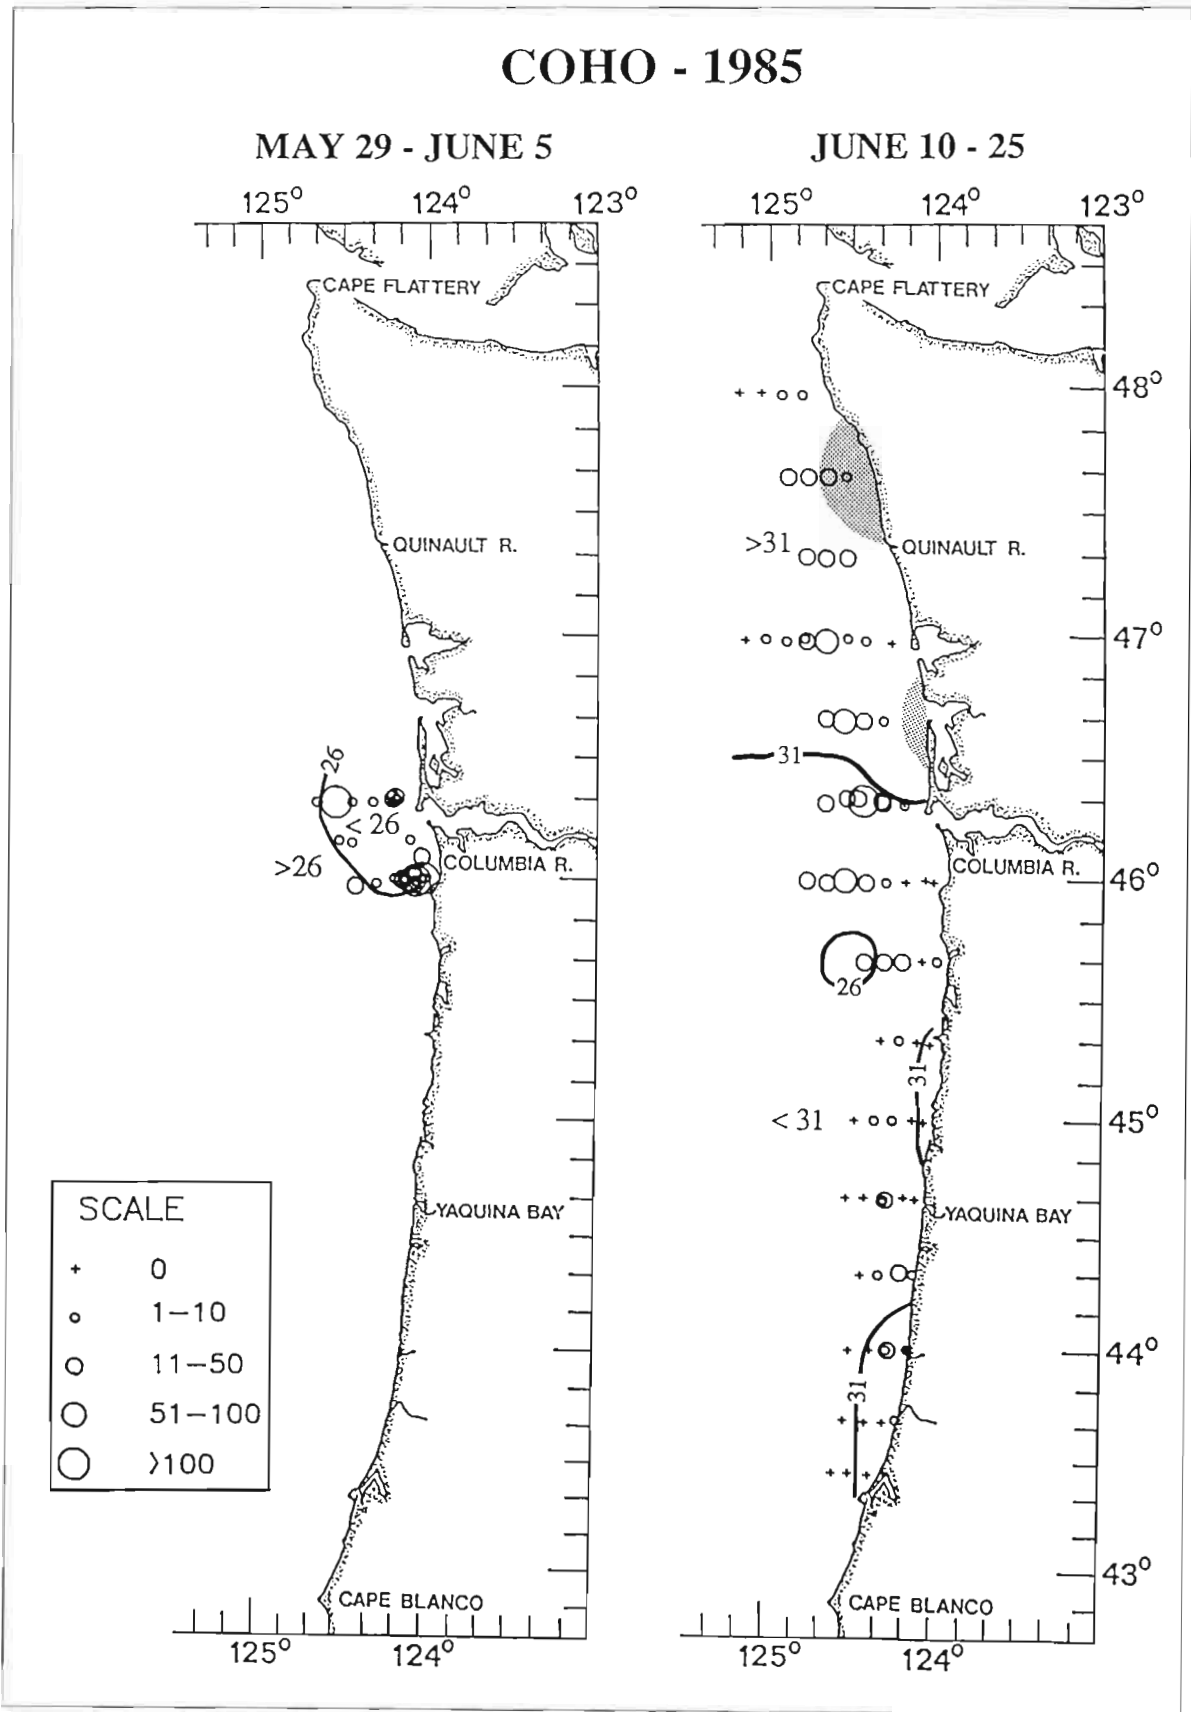 COHO - 1985
MAY 29 - JUNE 5
125° 124° 123°
CAPE FLATTERY
QUINAULT R.
26
< 26
>26
COLUMBIA R.
YAQUINA BAY
CAPE BLANCO
125° 124°
SCALE
+ 0
1-10
11-50
51-100
>100
JUNE 10 - 25
125° 124° 123°
CAPE FLATTERY
48°
>31
QUINAULT R.
47°
31
COLUMBIA R.
46°
26
31
< 31
45°
YAQUINA BAY
44°
31
43°
CAPE BLANCO
125° 124°